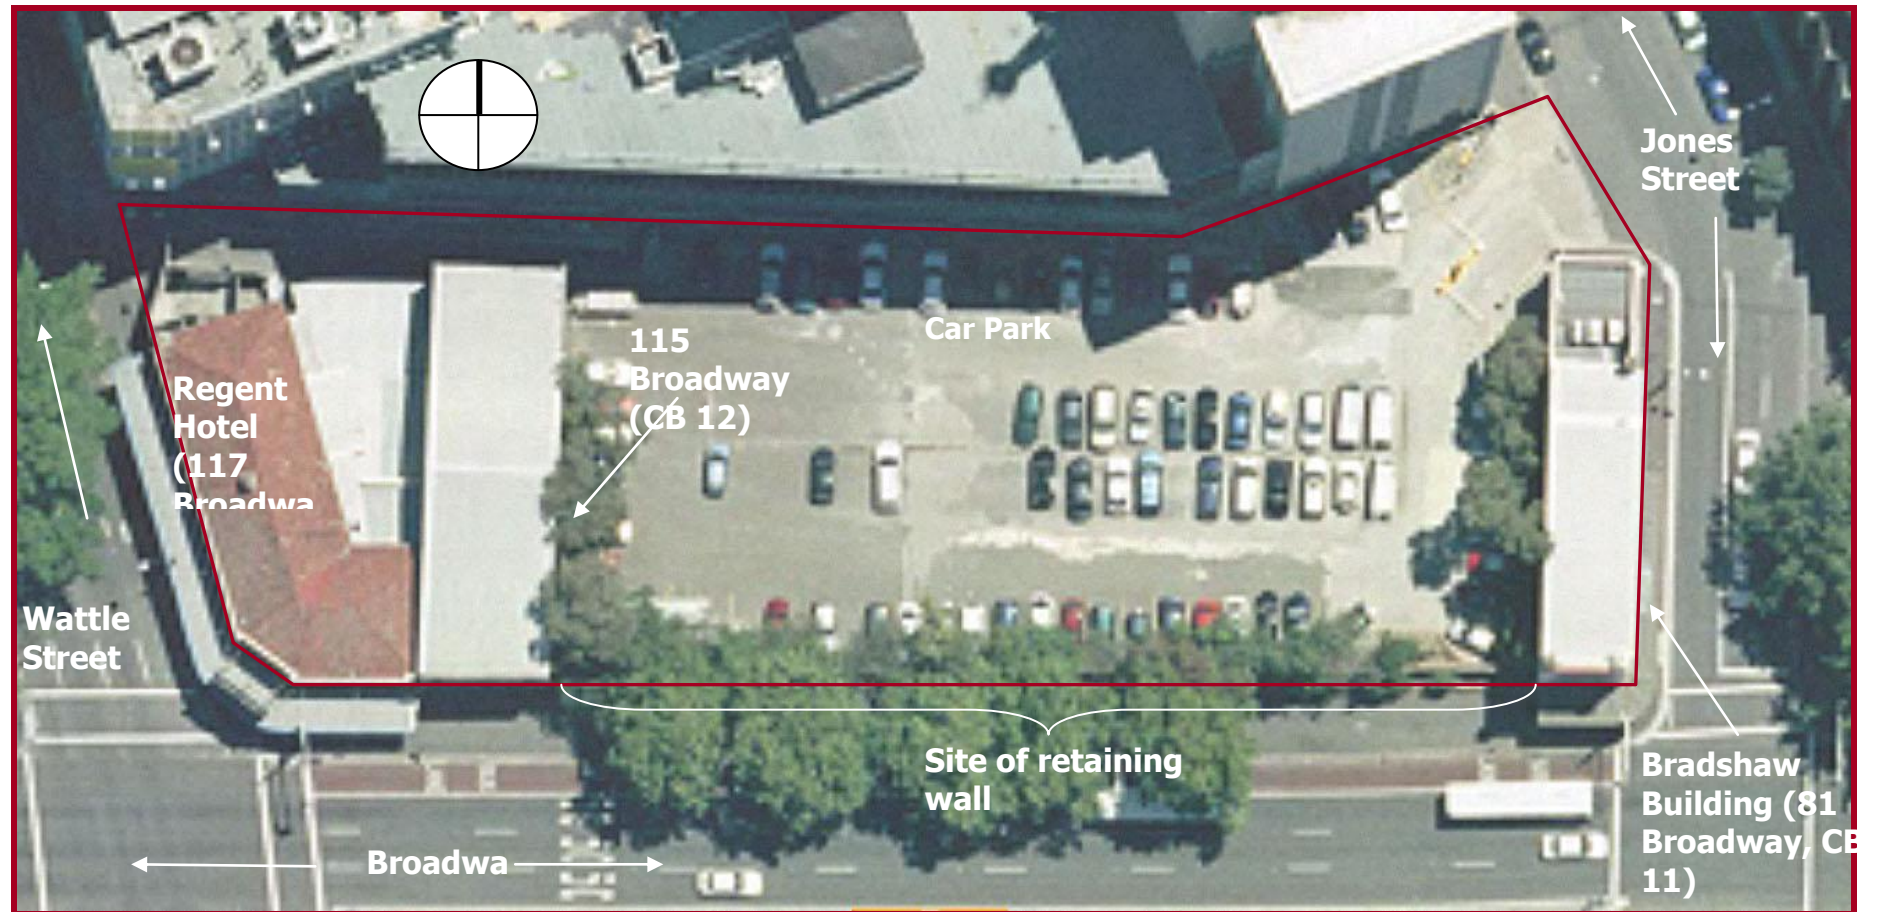 Jones
Street
Car Park
115
Broadway
(CB 12)
Regent
Hotel
(117
Broadwa
Wattle
Street
Site of retaining
wall
Bradshaw
Building (81
Broadway, CB
11)
Broadwa